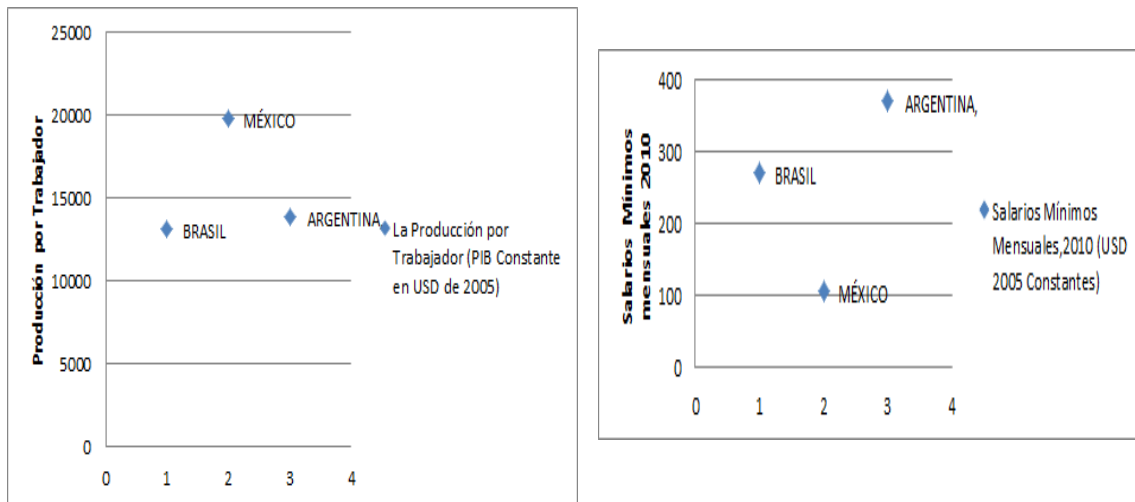 Producción por Trabajador
25000
20000
15000
10000
5000
0
0 1 2 3 4
MÉXICO
BRASIL
ARGENTINA
La Producción por
Trabajador (PIB Constante
en USD de 2005)
Salarios Mínimos
mensuales 2010
400
300
200
100
0
0 1 2 3 4
ARGENTINA,
BRASIL
MÉXICO
Salarios Mínimos
Mensuales,2010 (USD
2005 Constantes)